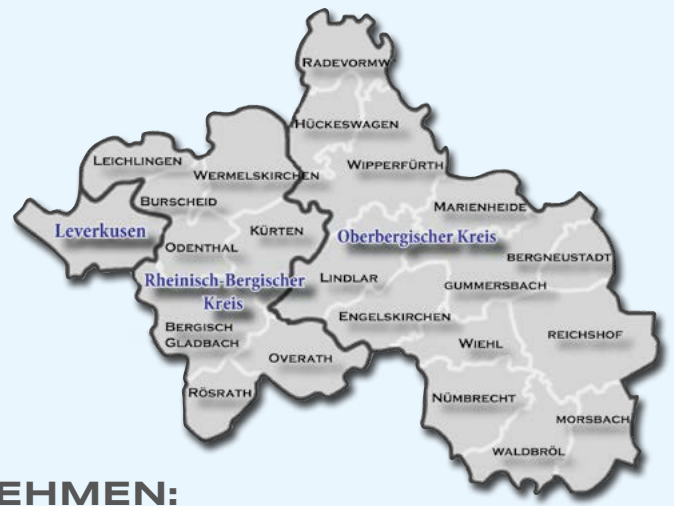 RADEVORMW
HÜCKESWAGEN
WIPPERFÜRTH
LEICHLINGEN
WERMELSKIRCHEN
BURSCHEID
MARIENHEIDE
Leverkusen
KÜRTEN
Oberbergischer Kreis
ODENTHAL
BERGNEUSTADT
Rheinisch-Bergischer
Kreis
LINDLAR
GUMMERSBACH
ENGELSKIRCHEN
BERGISCH
GLADBACH
REICHSHOF
OVERATH
WIEHL
RÖSRATH
NÜMBRECHT
MORSBACH
WALDBRÖL
EHMEN: